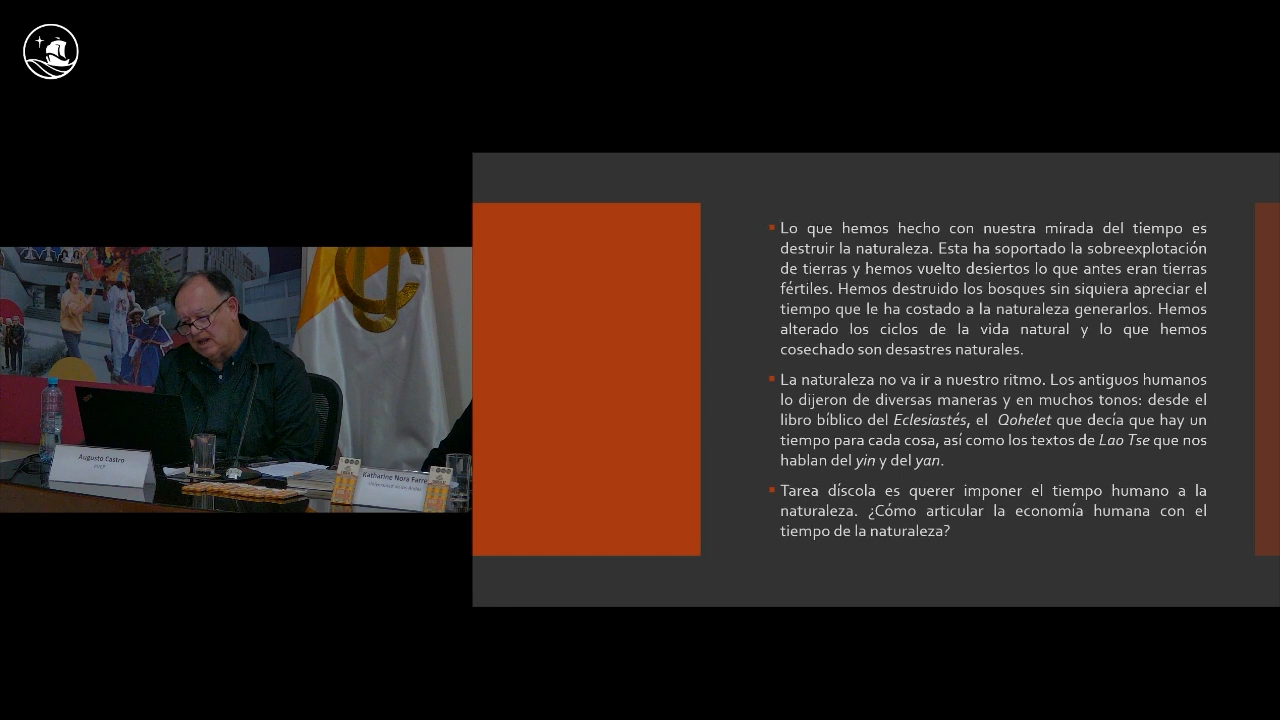 Lo que hemos hecho con nuestra mirada del tiempo es
destruir la naturaleza. Esta ha soportado la sobreexplotación
de tierras y hemos vuelto desiertos lo que antes eran tierras
fértiles. Hemos destruido los bosques sin siquiera apreciar el
tiempo que le ha costado a la naturaleza generarlos. Hemos
alterado los ciclos de la vida natural y lo que hemos
cosechado son desastres naturales.
La naturaleza no va ir a nuestro ritmo. Los antiguos humanos
lo dijeron de diversas maneras y en muchos tonos: desde el
libro bíblico del Eclesiastés, el Qohelet que decía que hay un
tiempo para cada cosa, así como los textos de Lao Tse que nos
hablan del yin y del yan.
Tarea díscola es querer imponer el tiempo humano a la
naturaleza. ¿Cómo articular la economía humana con el
tiempo de la naturaleza?
Augusto Castro
Katharine Nora Farre